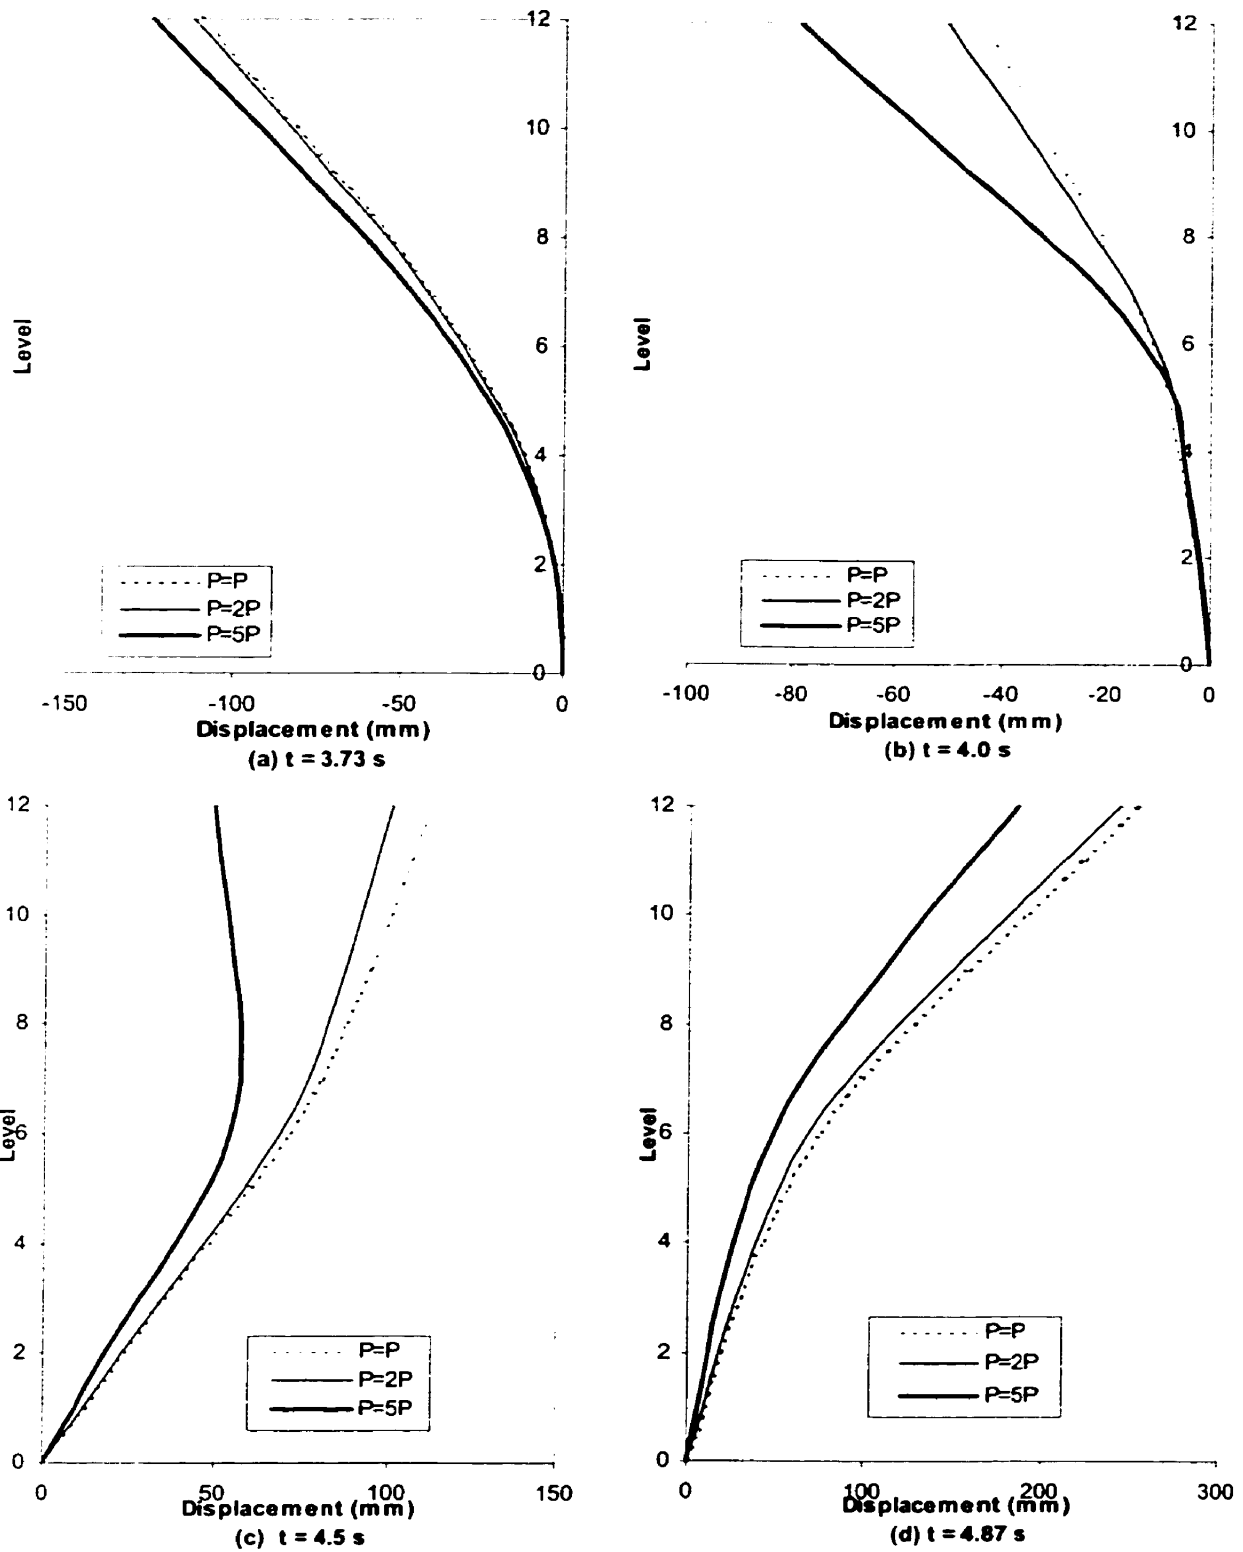 12
10
8
6
4
2
0
Level
P=P
P=2P
P=5P
-150 -100 -50 0
Displacement (mm)
(a) t = 3.73 s
12
10
8
6
4
2
0
Level
P=P
P=2P
P=5P
-100 -80 -60 -40 -20 0
Displacement (mm)
(b) t = 4.0 s
12
10
8
6
4
2
0
Level
P=P
P=2P
P=5P
0 50 100 150
Displacement (mm)
(c) t = 4.5 s
12
10
8
6
4
2
0
Level
P=P
P=2P
P=5P
0 100 200 300
Displacement (mm)
(d) t = 4.87 s